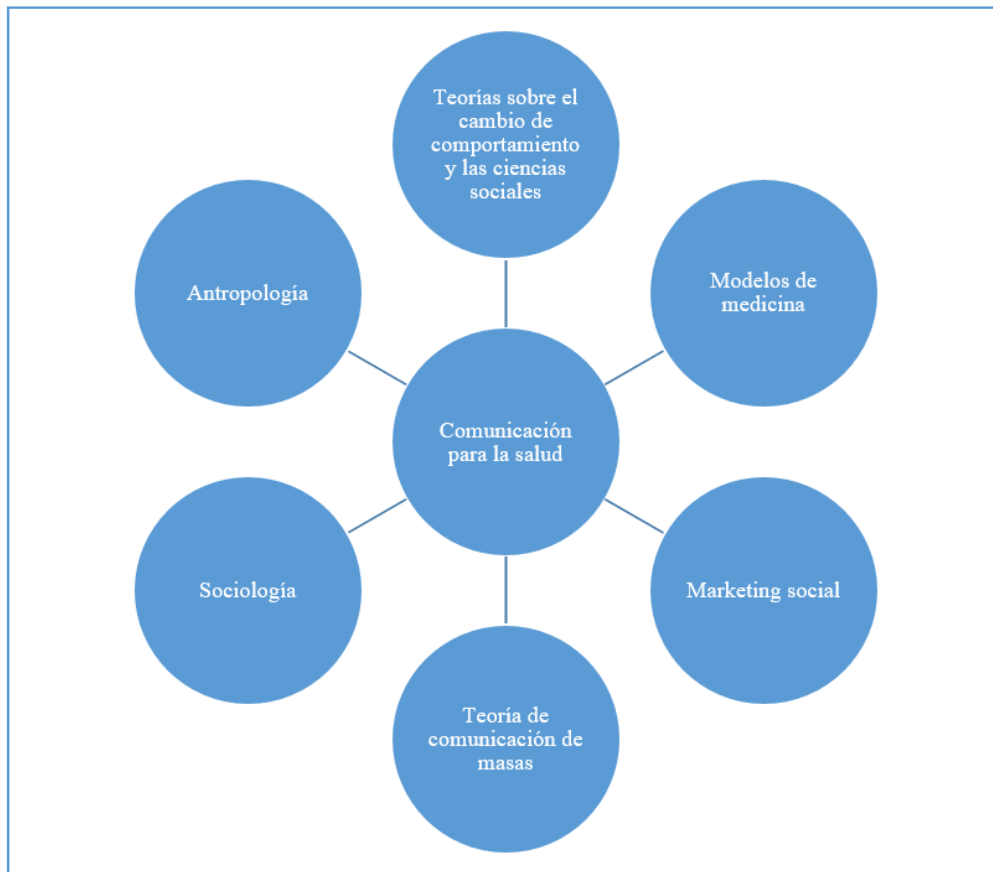 Teorías sobre el
cambio de
comportamiento
y las ciencias
sociales
Antropología
Modelos de
medicina
Comunicación
para la salud
Sociología
Marketing social
Teoría de
comunicación de
masas